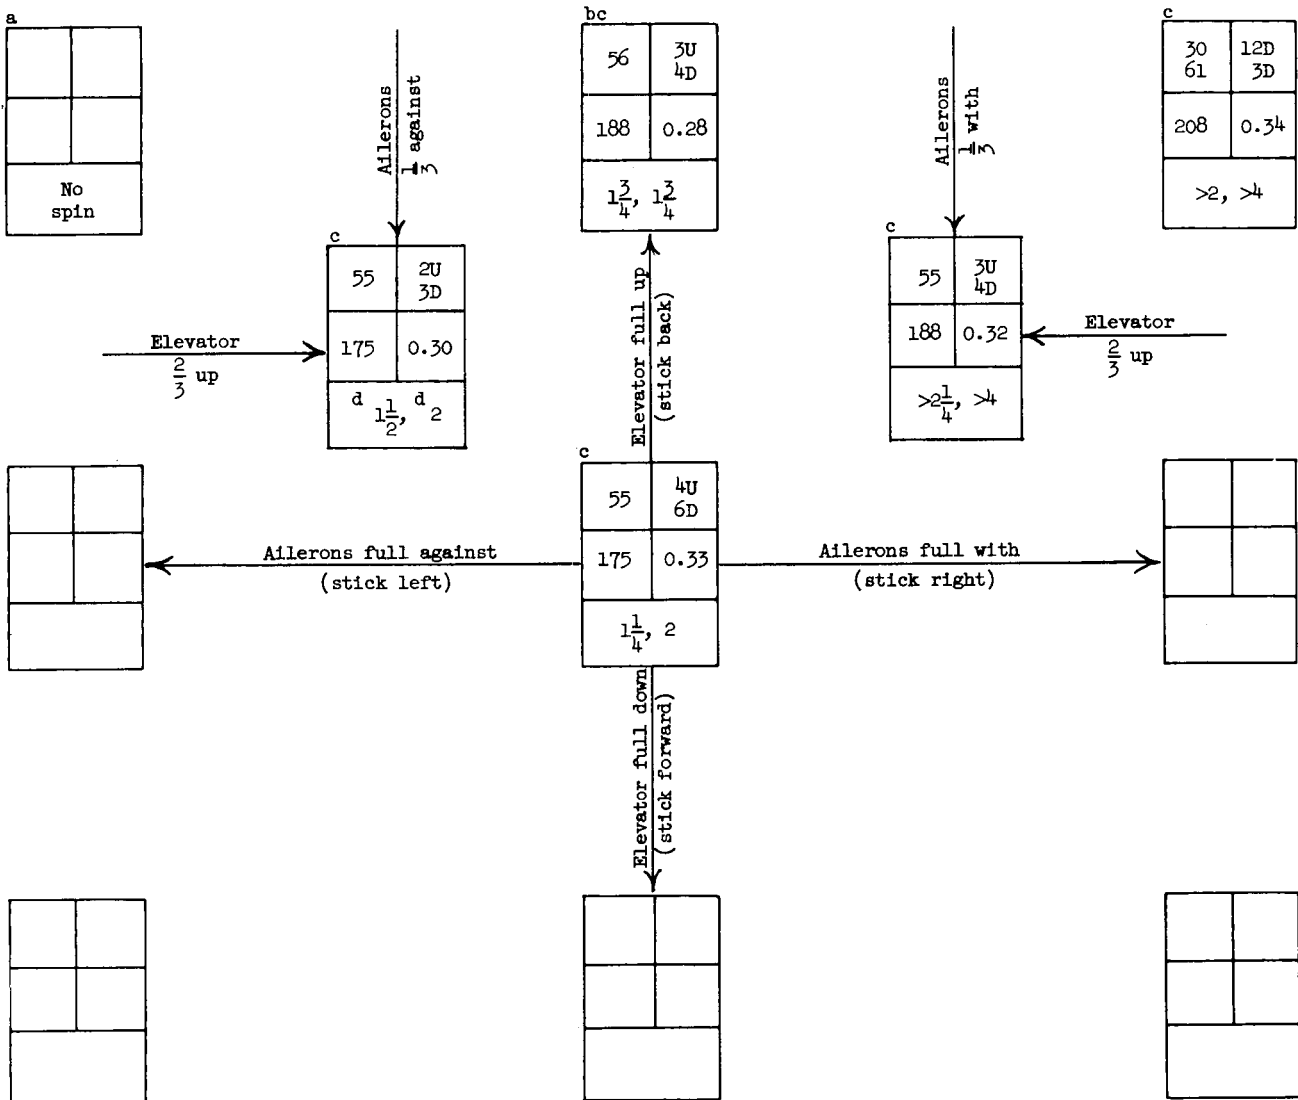 a
No
spin
Ailerons
1/3 against
bc
56
3U
4D
188
0.28
1 3/4, 1 3/4
Ailerons
1/3 with
c
30
61
12D
3D
208
0.34
>2, >4
Elevator
2/3 up
c
55
2U
3D
175
0.30
d 1 1/2, d 2
Elevator full up
(stick back)
c
55
3U
4D
188
0.32
>2 1/4, >4
Elevator
2/3 up
Ailerons full against
(stick left)
c
55
4U
6D
175
0.33
1 1/4, 2
Ailerons full with
(stick right)
Elevator full down
(stick forward)